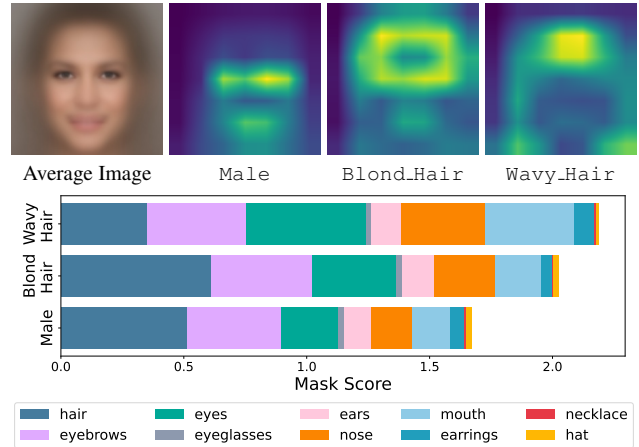 Average Image
Male
Blond_Hair
Wavy_Hair
Wavy
Hair
Blond
Hair
Male
0.0 0.5 1.0 1.5 2.0
Mask Score
hair eyes ears mouth necklace
eyebrows eyeglasses nose earrings hat